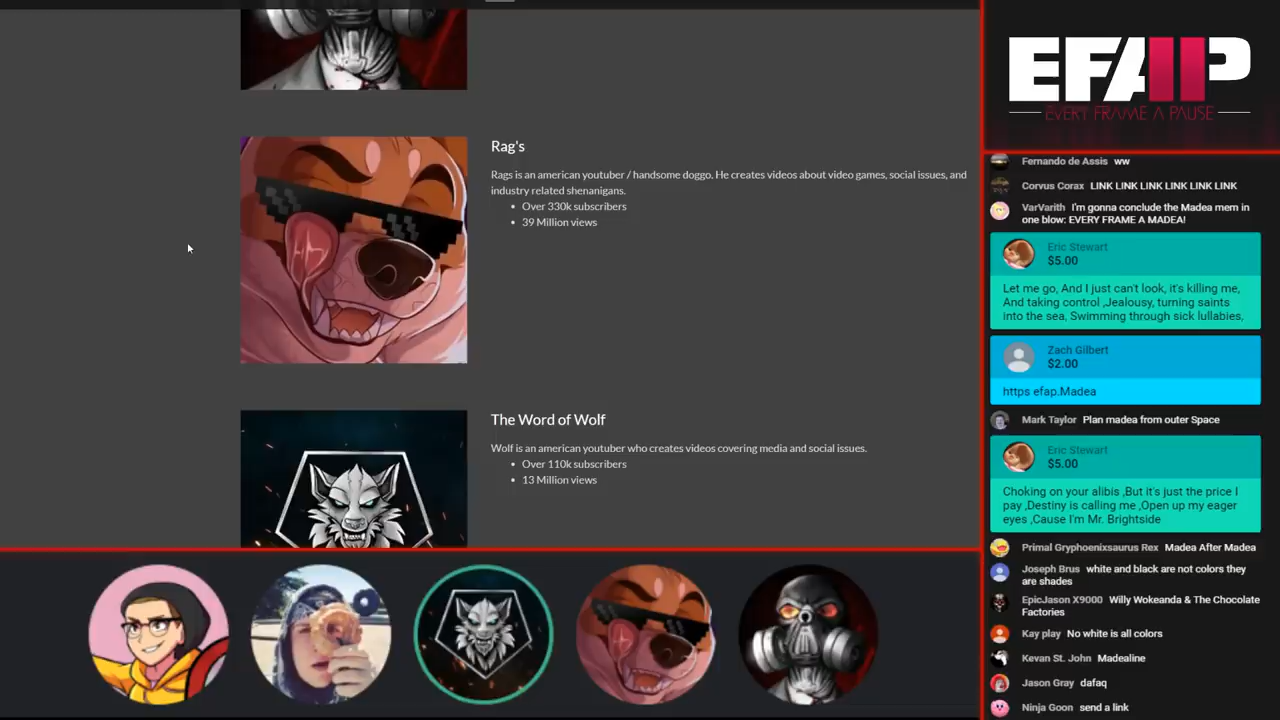 Rag's
Rags is an american youtuber / handsome doggo. He creates videos about video games, social issues, and
industry related shenanigans.
• Over 330k subscribers
• 39 Million views
The Word of Wolf
Wolf is an american youtuber who creates videos covering media and social issues.
• Over 110k subscribers
• 13 Million views
EFAP
EVERY FRAME A PAUSE
Fernando de Assis ww
Corvus Corax LINK LINK LINK LINK LINK LINK
VarVarith I'm gonna conclude the Madea mem in
one blow: EVERY FRAME A MADEA!
Eric Stewart
$5.00
Let me go, And I just can't look, it's killing me,
And taking control ,Jealousy, turning saints
into the sea, Swimming through sick lullabies,
Zach Gilbert
$2.00
https efap.Madea
Mark Taylor Plan madea from outer Space
Eric Stewart
$5.00
Choking on your alibis ,But it's just the price I
pay ,Destiny is calling me ,Open up my eager
eyes ,Cause I'm Mr. Brightside
Primal Gryphoenixsaurus Rex Madea After Madea
Joseph Brus white and black are not colors they
are shades
EpicJason X9000 Willy Wokeanda & The Chocolate
Factories
Kay play No white is all colors
Kevan St. John Madealine
Jason Gray dafaq
Ninja Goon send a link